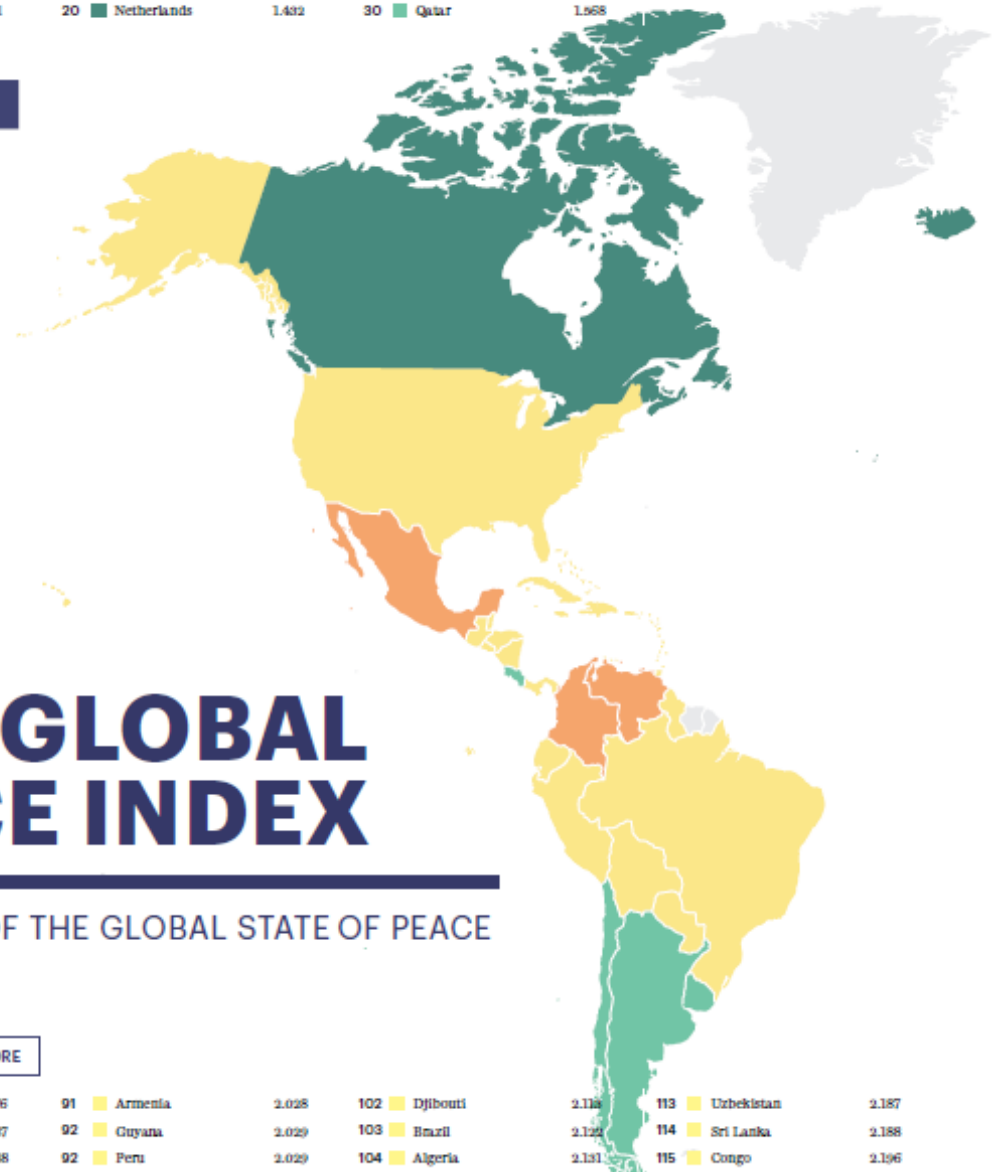 20 Netherlands 1.432 30 Qatar 1.568
GLOBAL
CE INDEX
OF THE GLOBAL STATE OF PEACE
RE
91 Armenia 2.028 102 Djibouti 113 Uzbekistan 2.187
92 Guyana 2.029 103 Brazil 114 Sri Lanka 2.188
92 Peru 2.029 104 Algeria 2.131 115 Congo 2.196